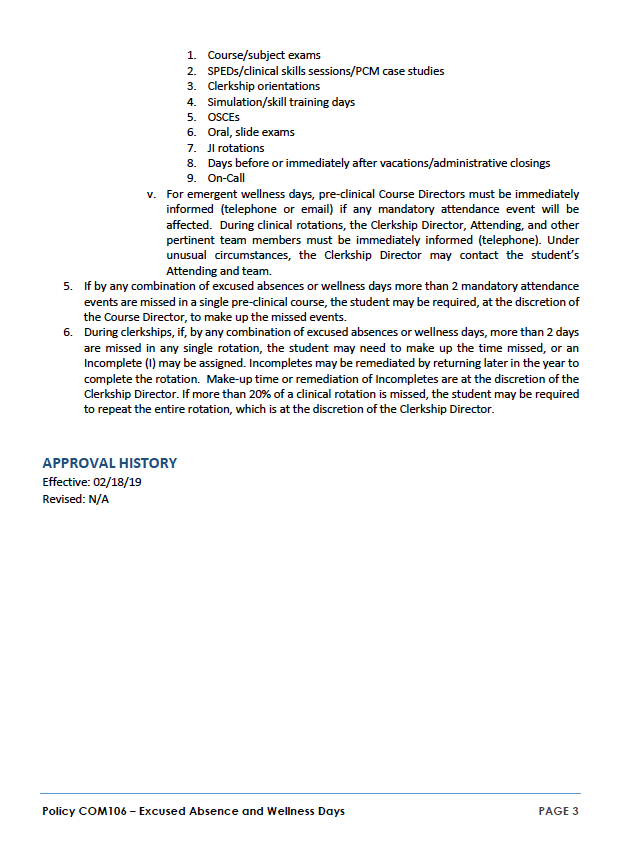 1. Course/subject exams
2. SPEDs/clinical skills sessions/PCM case studies
3. Clerkship orientations
4. Simulation/skill training days
5. OSCEs
6. Oral, slide exams
7. JI rotations
8. Days before or immediately after vacations/administrative closings
9. On-Call
v. For emergent wellness days, pre-clinical Course Directors must be immediately
informed (telephone or email) if any mandatory attendance event will be
affected. During clinical rotations, the Clerkship Director, Attending, and other
pertinent team members must be immediately informed (telephone). Under
unusual circumstances, the Clerkship Director may contact the student's
Attending and team.
5. If by any combination of excused absences or wellness days more than 2 mandatory attendance
events are missed in a single pre-clinical course, the student may be required, at the discretion of
the Course Director, to make up the missed events.
6. During clerkships, if, by any combination of excused absences or wellness days, more than 2 days
are missed in any single rotation, the student may need to make up the time missed, or an
Incomplete (I) may be assigned. Incompletes may be remediated by returning later in the year to
complete the rotation. Make-up time or remediation of Incompletes are at the discretion of the
Clerkship Director. If more than 20% of a clinical rotation is missed, the student may be required
to repeat the entire rotation, which is at the discretion of the Clerkship Director.
APPROVAL HISTORY
Effective: 02/18/19
Revised: N/A
Policy COM106 – Excused Absence and Wellness Days PAGE 3